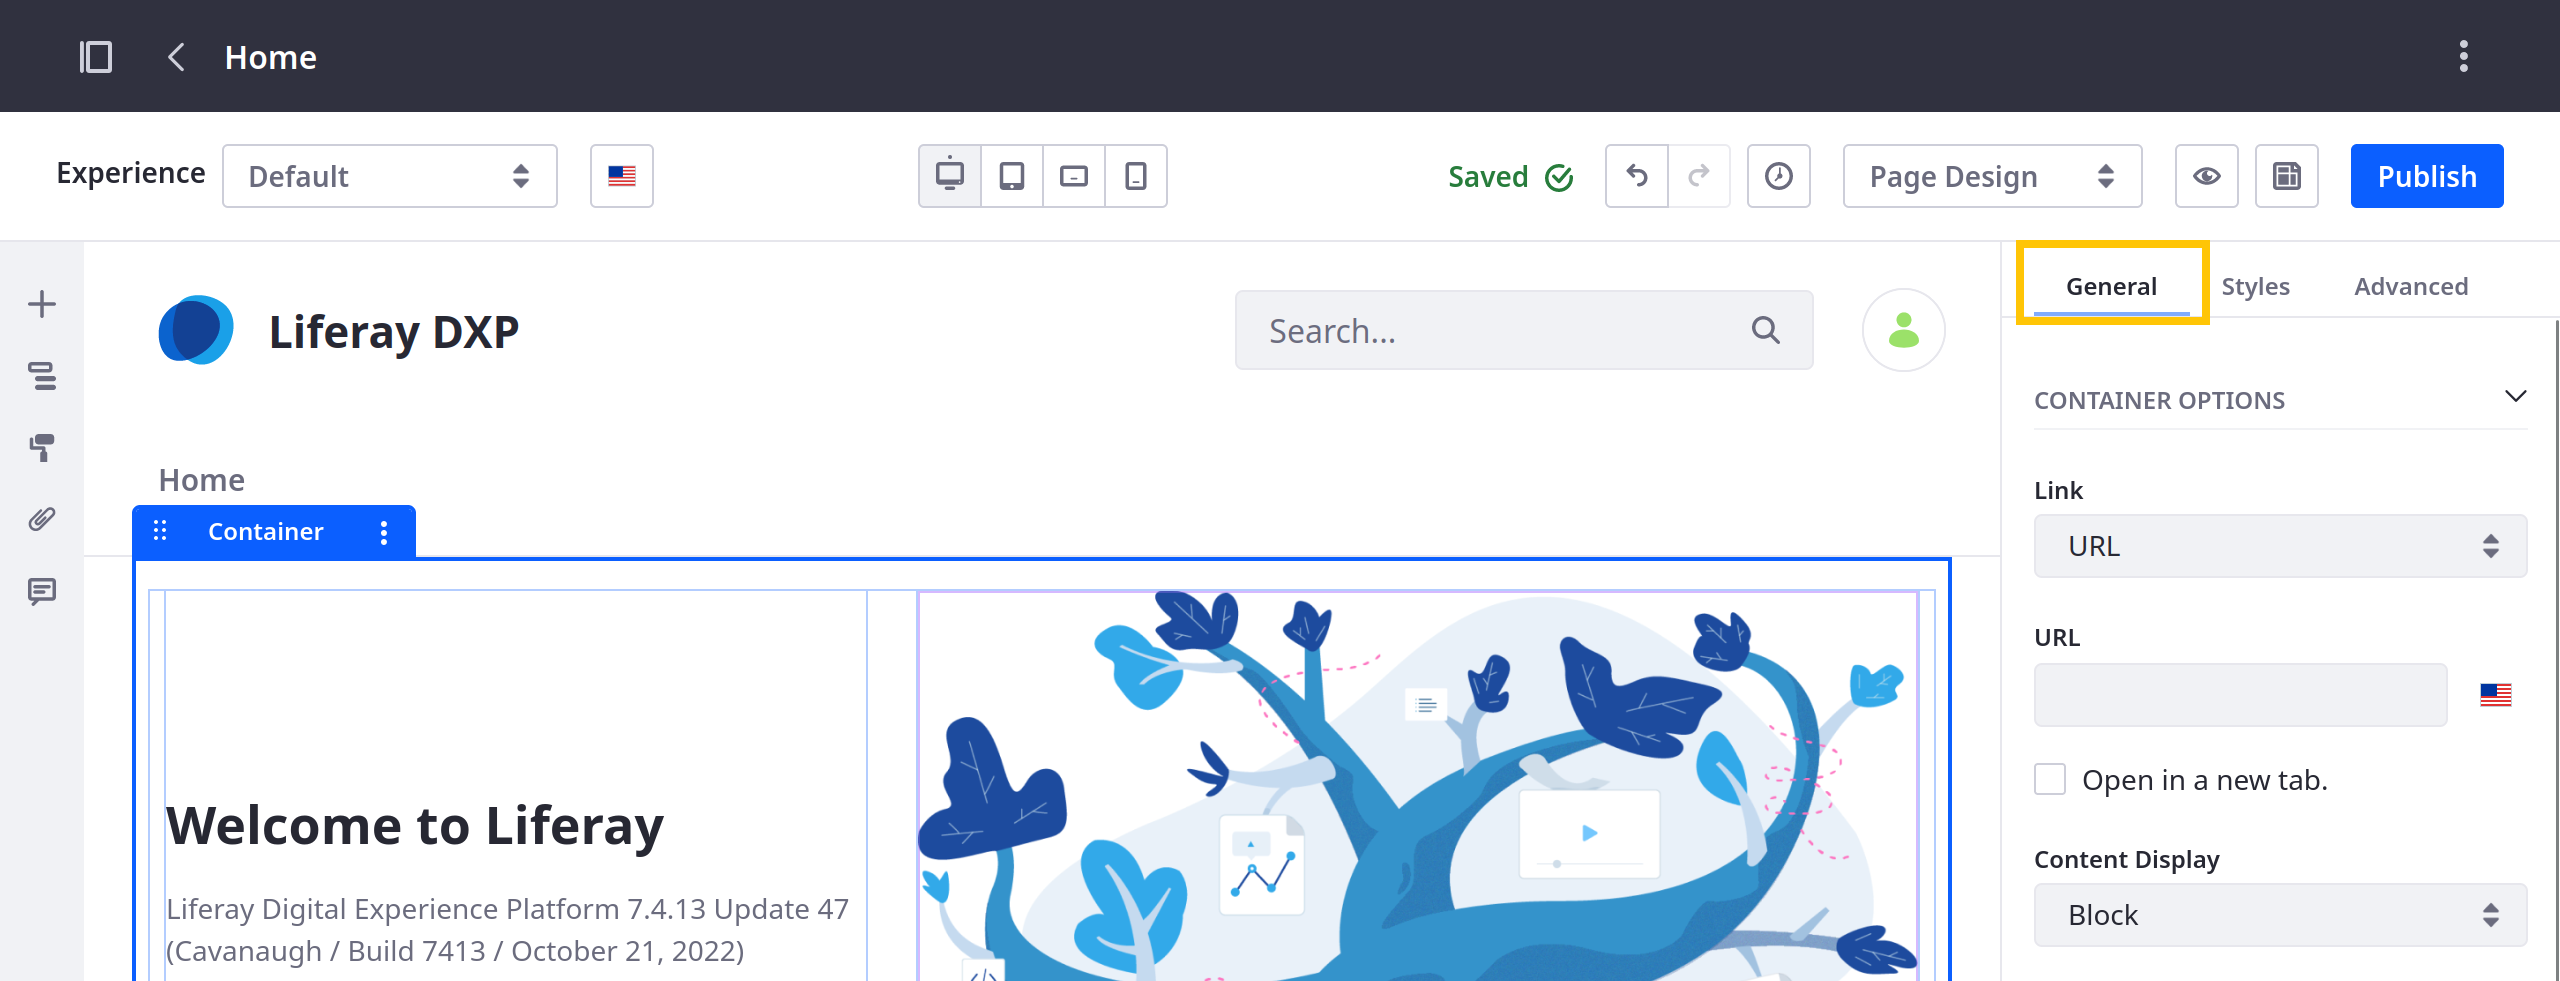 Home
Experience
Default
Saved
Page Design
Publish
General
Styles
Advanced
Liferay DXP
Search...
CONTAINER OPTIONS
Home
Container
Link
URL
URL
Open in a new tab.
Welcome to Liferay
Content Display
Block
Liferay Digital Experience Platform 7.4.13 Update 47
(Cavanaugh / Build 7413 / October 21, 2022)